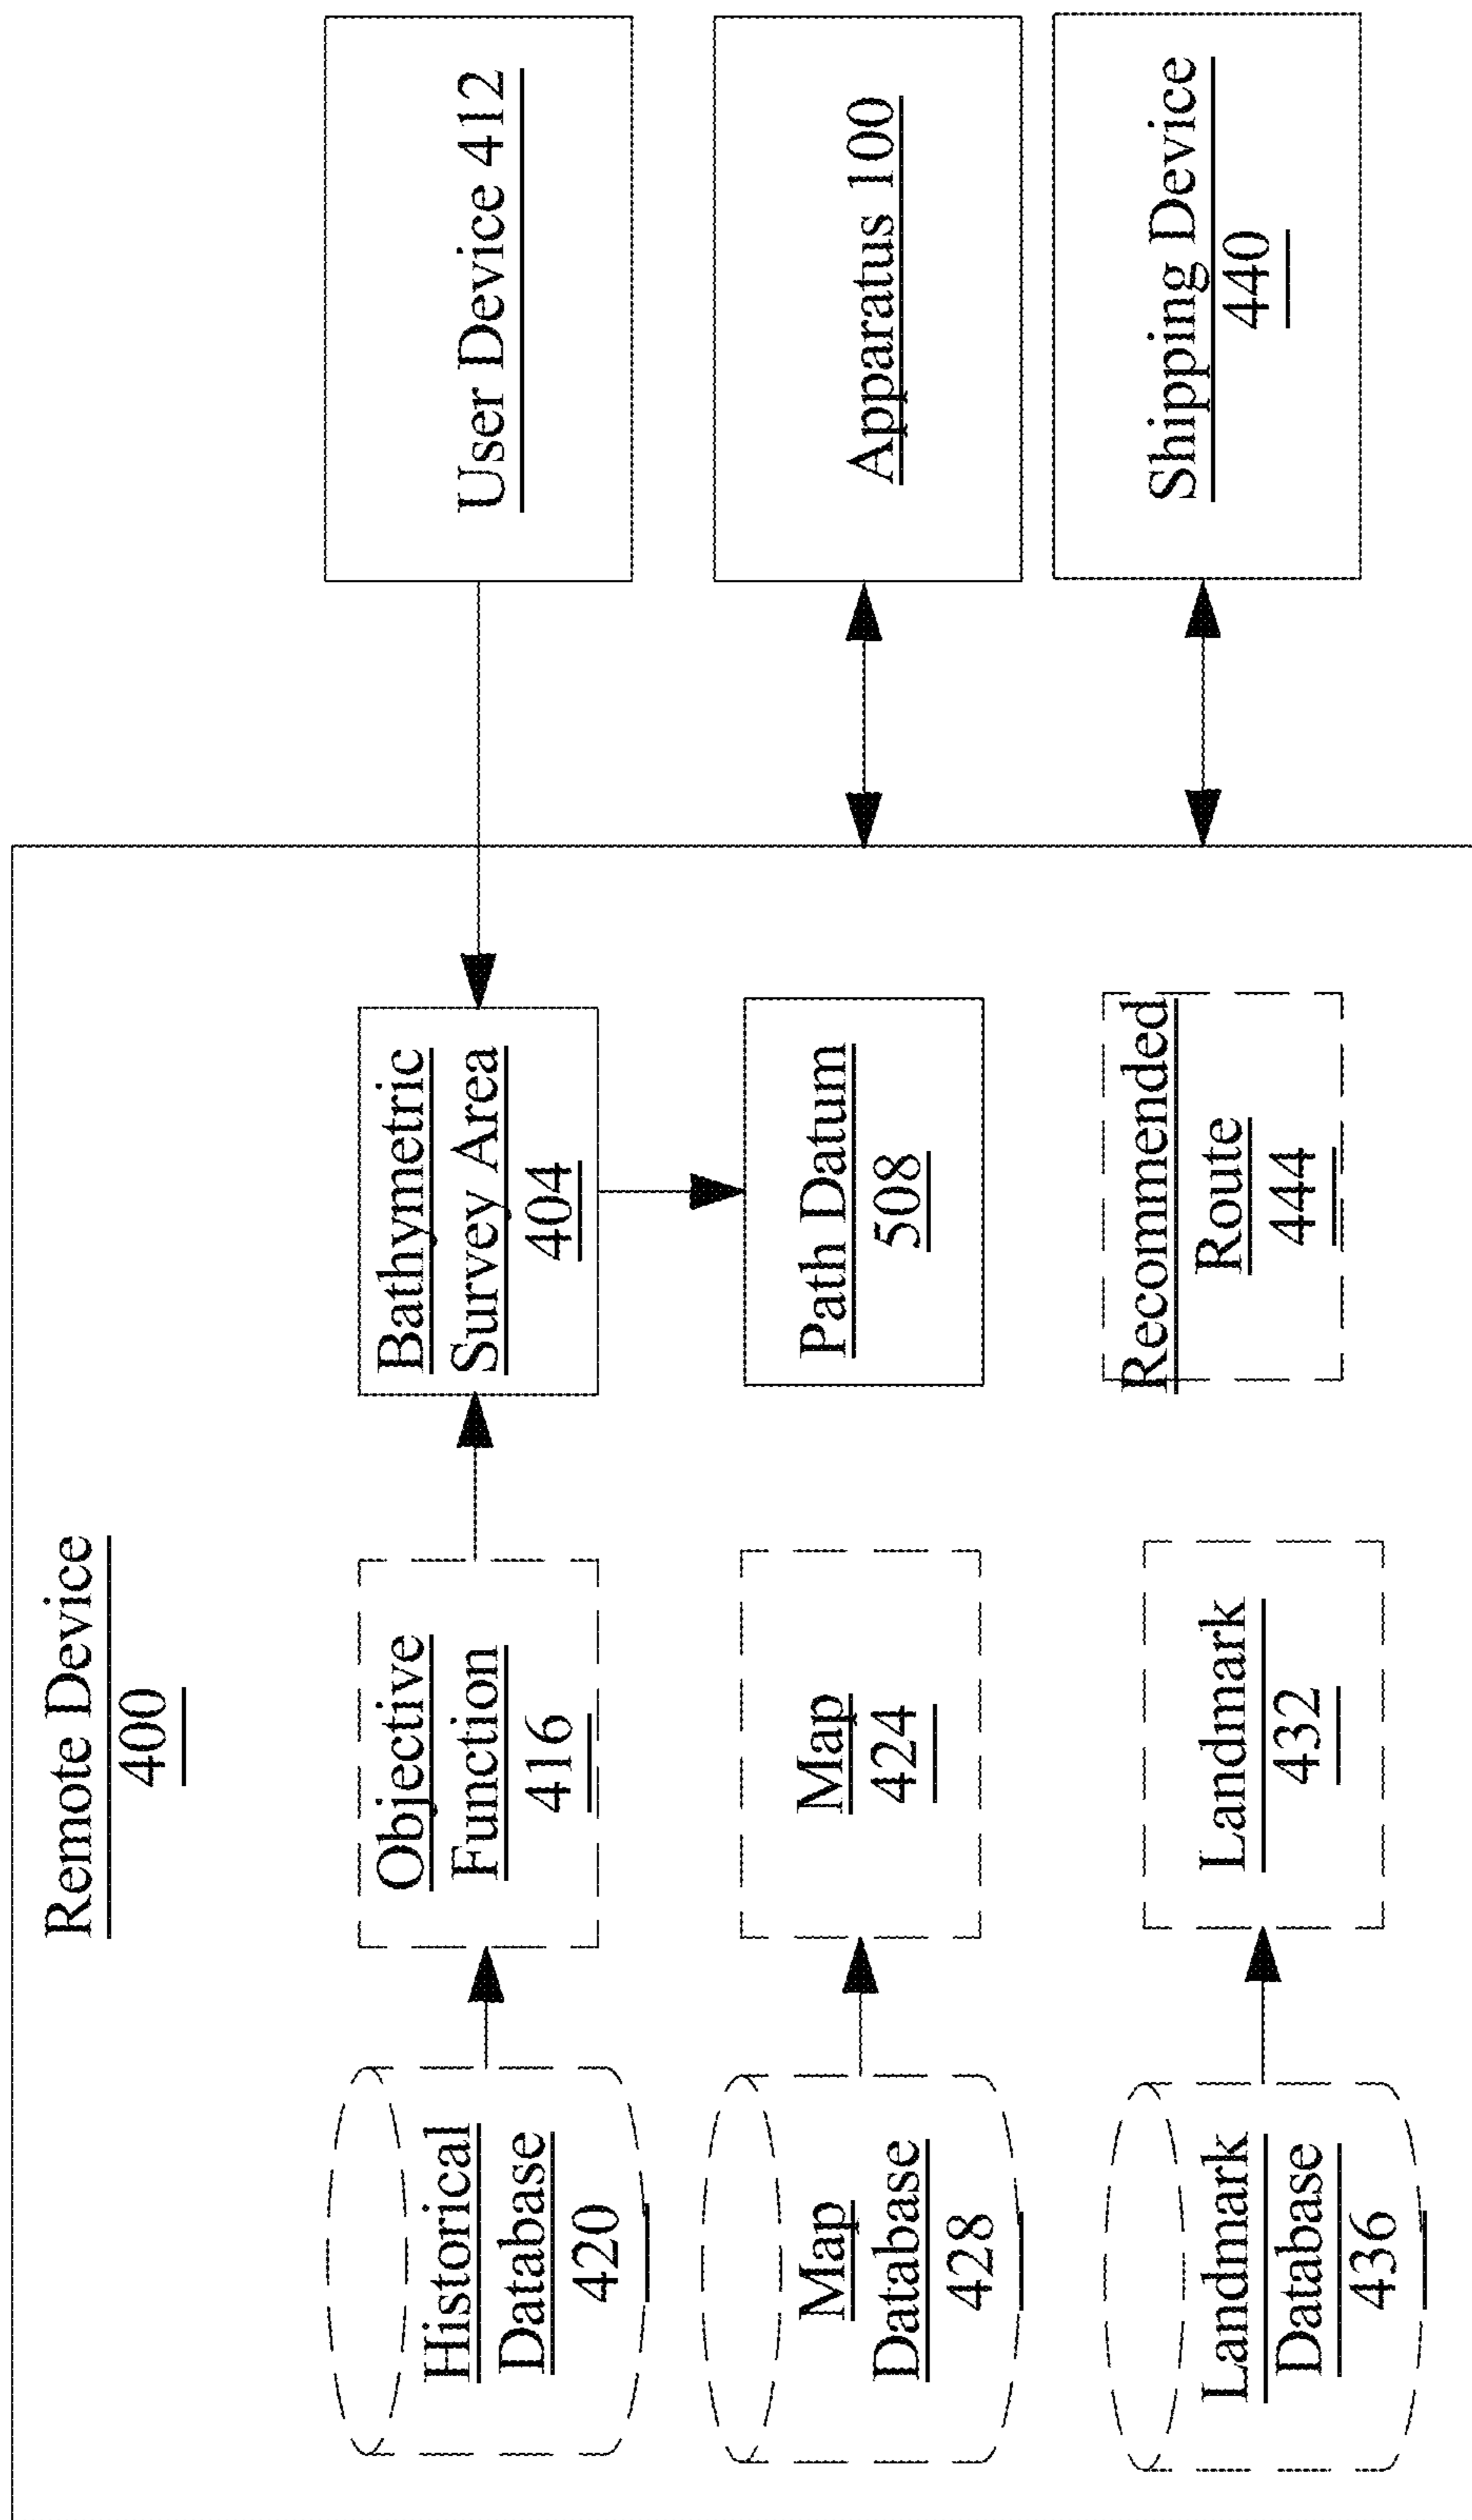 Remote Device
400
Historical
Database
420
Objective
Function
416
Bathymetric
Survey Area
404
User Device 412
Map
Database
428
Map
424
Path Datum
508
Apparatus 100
Landmark
Database
436
Landmark
432
Recommended
Route
444
Shipping Device
440